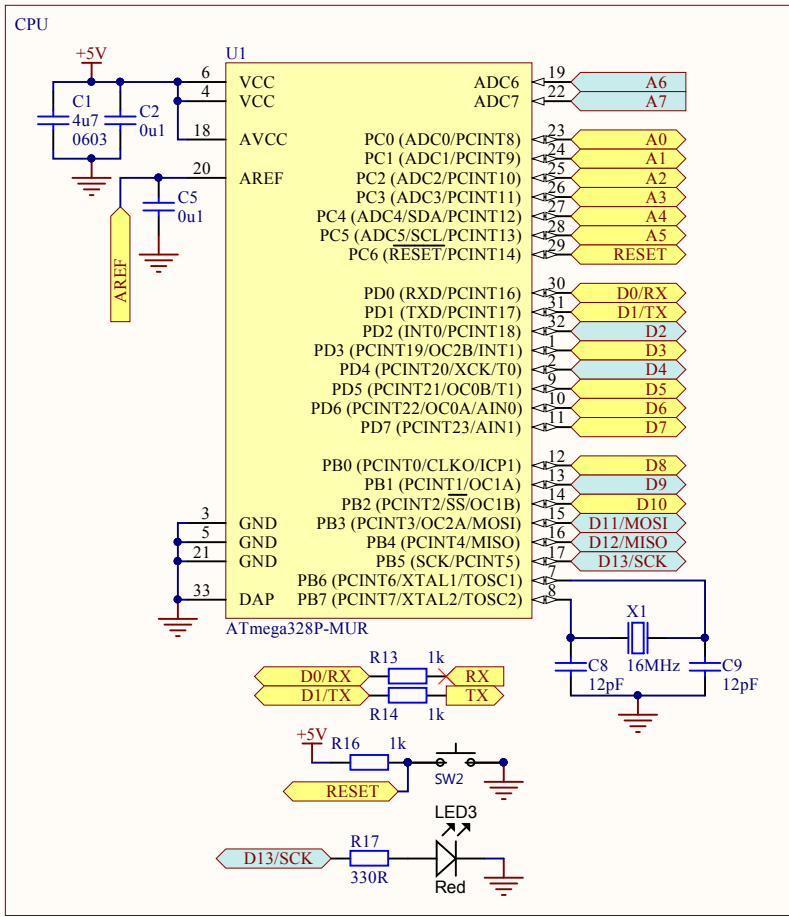 CPU
+5V
C1
4u7
0603
C2
0u1
C5
0u1
AREF
U1
6 VCC
4 VCC
18 AVCC
20 AREF
3 GND
5 GND
21 GND
33 DAP
ADC6 19 A6
ADC7 22 A7
PC0 (ADC0/PCINT8) 23 A0
PC1 (ADC1/PCINT9) 24 A1
PC2 (ADC2/PCINT10) 25 A2
PC3 (ADC3/PCINT11) 26 A3
PC4 (ADC4/SDA/PCINT12) 27 A4
PC5 (ADC5/SCL/PCINT13) 28 A5
PC6 (RESET/PCINT14) 29 RESET
PD0 (RXD/PCINT16) 30 D0/RX
PD1 (TXD/PCINT17) 31 D1/TX
PD2 (INT0/PCINT18) 32 D2
PD3 (PCINT19/OC2B/INT1) 1 D3
PD4 (PCINT20/XCK/T0) 2 D4
PD5 (PCINT21/OC0B/T1) 9 D5
PD6 (PCINT22/OC0A/AIN0) 10 D6
PD7 (PCINT23/AIN1) 11 D7
PB0 (PCINT0/CLKO/ICP1) 12 D8
PB1 (PCINT1/OC1A) 13 D9
PB2 (PCINT2/SS/OC1B) 14 D10
PB3 (PCINT3/OC2A/MOSI) 15 D11/MOSI
PB4 (PCINT4/MISO) 16 D12/MISO
PB5 (SCK/PCINT5) 17 D13/SCK
PB6 (PCINT6/XTAL1/TOSC1) 7
PB7 (PCINT7/XTAL2/TOSC2) 8
ATmega328P-MUR
X1
16MHz
C8
12pF
C9
12pF
R13 1k
D0/RX RX
D1/TX TX
R14 1k
+5V
R16 1k
SW2
RESET
LED3
R17
D13/SCK
330R
Red